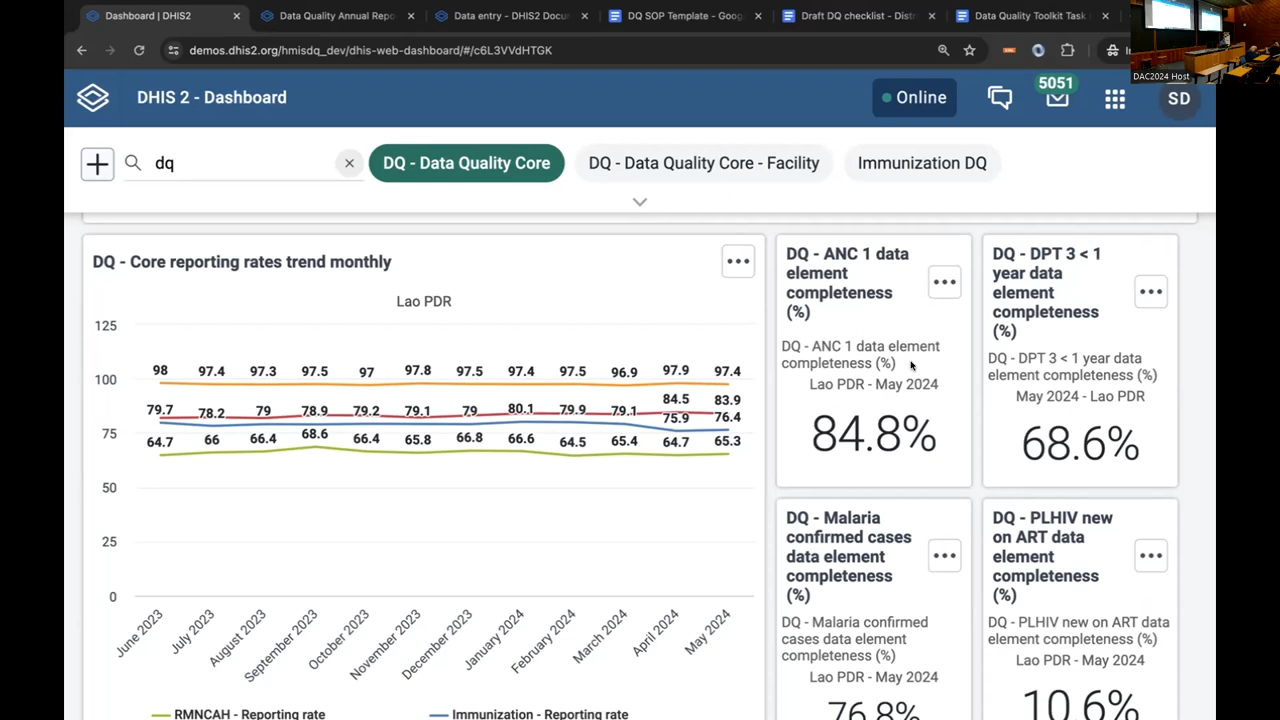 Dashboard | DHIS2
Data Quality Annual Repo
Data entry - DHIS2 Docu
DQ SOP Template - Goog
Draft DQ checklist - Distr
Data Quality Toolkit Task
demos.dhis2.org/hmisdq_dev/dhis-web-dashboard/#/c6L3VVdHTGK
DAC2024 Host
DHIS 2 - Dashboard
Online
5051
SD
dq
DQ - Data Quality Core
DQ - Data Quality Core - Facility
Immunization DQ
DQ - Core reporting rates trend monthly
Lao PDR
125
100
75
50
25
0
98 97.4 97.3 97.5 97 97.8 97.5 97.4 97.5 96.9 97.9 97.4
84.5 83.9
79.7 78.2 79 78.9 79.2 79.1 79 80.1 79.9 79.1 75.9 76.4
64.7 66 66.4 68.6 66.4 65.8 66.8 66.6 64.5 65.4 64.7 65.3
June 2023
July 2023
August 2023
September 2023
October 2023
November 2023
December 2023
January 2024
February 2024
March 2024
April 2024
May 2024
RMNCAH - Reporting rate
Immunization - Reporting rate
DQ - ANC 1 data
element
completeness
(%)
DQ - ANC 1 data element
completeness (%)
Lao PDR - May 2024
84.8%
DQ - DPT 3 < 1
year data
element
completeness
(%)
DQ - DPT 3 < 1 year data
element completeness (%)
May 2024 - Lao PDR
68.6%
DQ - Malaria
confirmed cases
data element
completeness
(%)
DQ - Malaria confirmed
cases data element
completeness (%)
Lao PDR - May 2024
76.8%
DQ - PLHIV new
on ART data
element
completeness
(%)
DQ - PLHIV new on ART data
element completeness (%)
Lao PDR - May 2024
10.6%